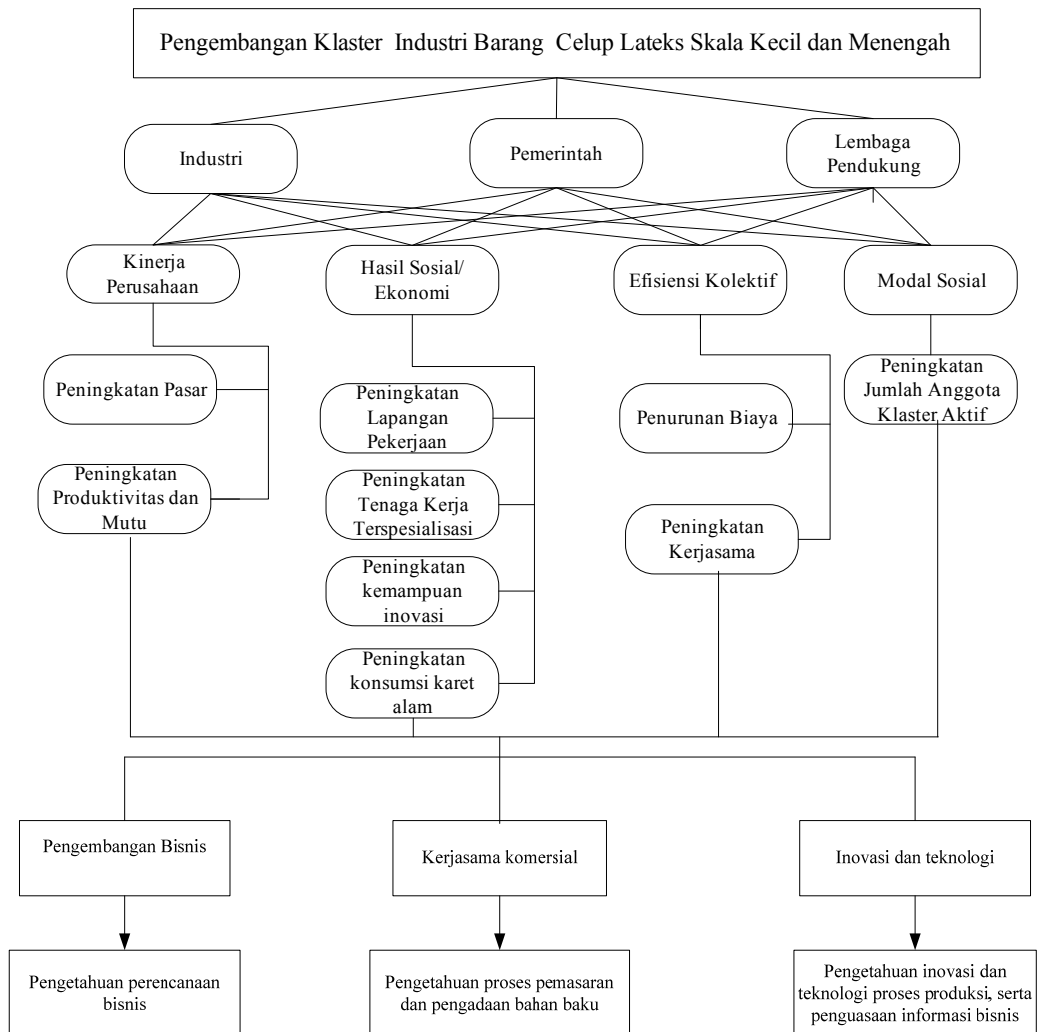 Pengembangan Klaster Industri Barang Celup Lateks Skala Kecil dan Menengah
Industri
Pemerintah
Lembaga
Pendukung
Kinerja
Perusahaan
Hasil Sosial/
Ekonomi
Efisiensi Kolektif
Modal Sosial
Peningkatan Pasar
Peningkatan
Produktivitas dan
Mutu
Peningkatan
Lapangan
Pekerjaan
Peningkatan
Tenaga Kerja
Terspesialisasi
Peningkatan
kemampuan
inovasi
Peningkatan
konsumsi karet
alam
Penurunan Biaya
Peningkatan
Kerjasama
Peningkatan
Jumlah Anggota
Klaster Aktif
Pengembangan Bisnis
Kerjasama komersial
Inovasi dan teknologi
Pengetahuan perencanaan
bisnis
Pengetahuan proses pemasaran
dan pengadaan bahan baku
Pengetahuan inovasi dan
teknologi proses produksi, serta
penguasaan informasi bisnis